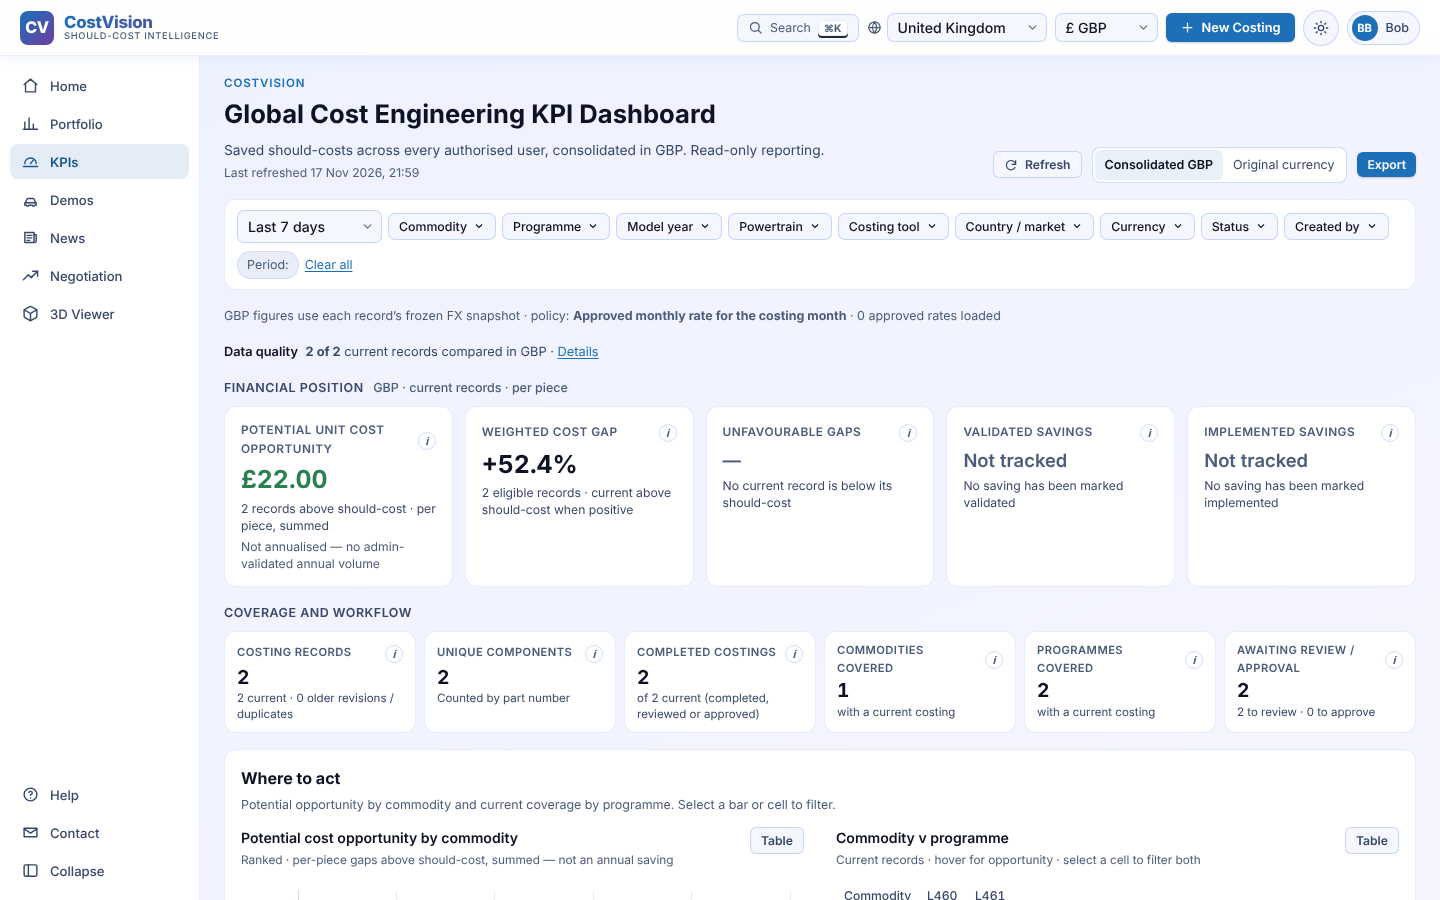 CV
CostVision
SHOULD-COST INTELLIGENCE
Search ⌘K
United Kingdom
£ GBP
+ New Costing
BB Bob
Home
Portfolio
KPIs
Demos
News
Negotiation
3D Viewer
Help
Contact
Collapse
COSTVISION
Global Cost Engineering KPI Dashboard
Saved should-costs across every authorised user, consolidated in GBP. Read-only reporting.
Last refreshed 17 Nov 2026, 21:59
Refresh
Consolidated GBP
Original currency
Export
Last 7 days
Commodity
Programme
Model year
Powertrain
Costing tool
Country / market
Currency
Status
Created by
Period:
Clear all
GBP figures use each record's frozen FX snapshot · policy: Approved monthly rate for the costing month · 0 approved rates loaded
Data quality 2 of 2 current records compared in GBP · Details
FINANCIAL POSITION GBP · current records · per piece
POTENTIAL UNIT COST
OPPORTUNITY
i
£22.00
2 records above should-cost · per
piece, summed
Not annualised — no admin-
validated annual volume
WEIGHTED COST GAP
i
+52.4%
2 eligible records · current above
should-cost when positive
UNFAVOURABLE GAPS
i
—
No current record is below its
should-cost
VALIDATED SAVINGS
i
Not tracked
No saving has been marked
validated
IMPLEMENTED SAVINGS
i
Not tracked
No saving has been marked
implemented
COVERAGE AND WORKFLOW
COSTING RECORDS
i
2
2 current · 0 older revisions /
duplicates
UNIQUE COMPONENTS
i
2
Counted by part number
COMPLETED COSTINGS
i
2
of 2 current (completed,
reviewed or approved)
COMMODITIES
COVERED
i
1
with a current costing
PROGRAMMES
COVERED
i
2
with a current costing
AWAITING REVIEW /
APPROVAL
i
2
2 to review · 0 to approve
Where to act
Potential opportunity by commodity and current coverage by programme. Select a bar or cell to filter.
Potential cost opportunity by commodity
Table
Ranked · per-piece gaps above should-cost, summed — not an annual saving
Commodity v programme
Table
Current records · hover for opportunity · select a cell to filter both
Commodity L460 L461